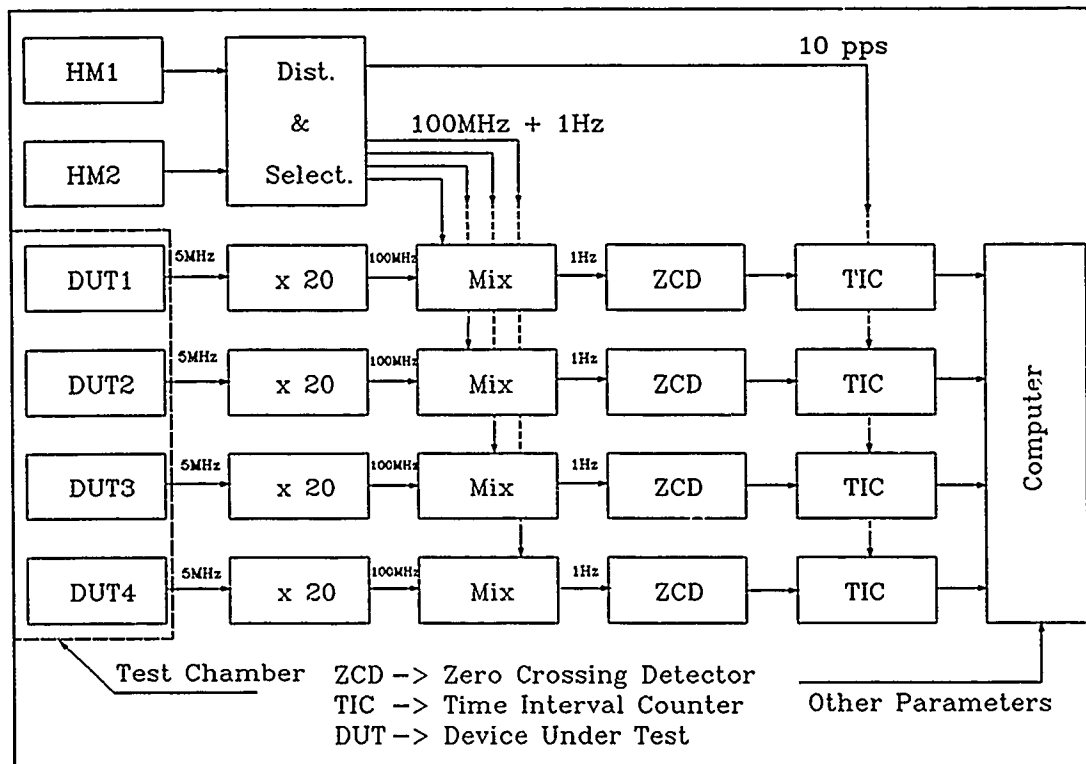 10 pps
HM1
Dist.
&
Select.
100MHz + 1Hz
HM2
DUT1
5MHz
x 20
100MHz
Mix
1Hz
ZCD
TIC
DUT2
5MHz
x 20
100MHz
Mix
1Hz
ZCD
TIC
DUT3
5MHz
x 20
100MHz
Mix
1Hz
ZCD
TIC
DUT4
5MHz
x 20
100MHz
Mix
1Hz
ZCD
TIC
Computer
Test Chamber
ZCD -> Zero Crossing Detector
TIC -> Time Interval Counter
DUT -> Device Under Test
Other Parameters